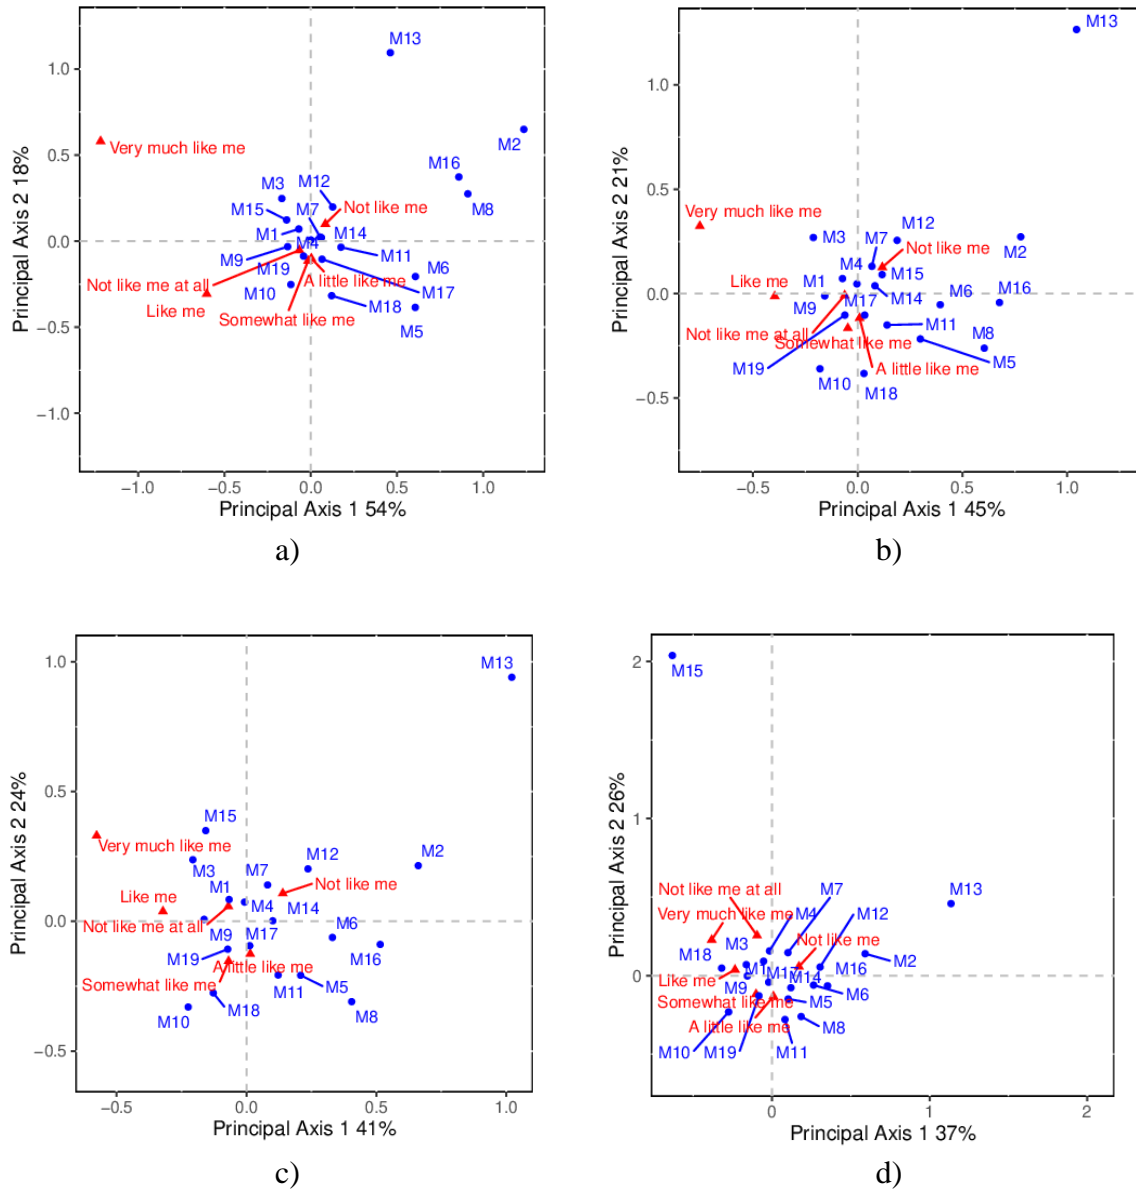 M13
1.0
M2
M16
0.5
Very much like me
M12
M8
M3
M7
Not like me
M15
M1
M4
M14
0.0
M9
M11
M6
M19
A little like me
Not like me at all
M17
M10
Like me
M18
Somewhat like me
M5
−0.5
−1.0
−1.0
−0.5
0.0
0.5
1.0
Principal Axis 1 54%
Principal Axis 2 18%
a)
M13
1.0
0.5
Very much like me
M12
M3
M7
M2
Not like me
M4
M15
Like me
M1
M6
M16
0.0
M9
M17
M14
Not like me at all
M11
M8
Somewhat like me
M5
M19
A little like me
M10
M18
−0.5
−0.5
0.0
0.5
1.0
Principal Axis 1 45%
Principal Axis 2 21%
b)
1.0
M13
0.5
M15
Very much like me
M12
M2
M3
M7
M1
Not like me
Like me
M4
M14
0.0
Not like me at all
M6
M9
M17
M19
A little like me
M16
Somewhat like me
M5
M11
M10
M18
M8
−0.5
−0.5
0.0
0.5
1.0
Principal Axis 1 41%
Principal Axis 2 24%
c)
2
M15
1
Not like me at all
M7
M13
Very much like me
M4
M12
M18
M3
Not like me
M2
M1
M16
0
Like me
M17
M14
M9
M6
Somewhat like me
M5
A little like me
M8
M10
M19
M11
0
1
2
Principal Axis 1 37%
Principal Axis 2 26%
d)